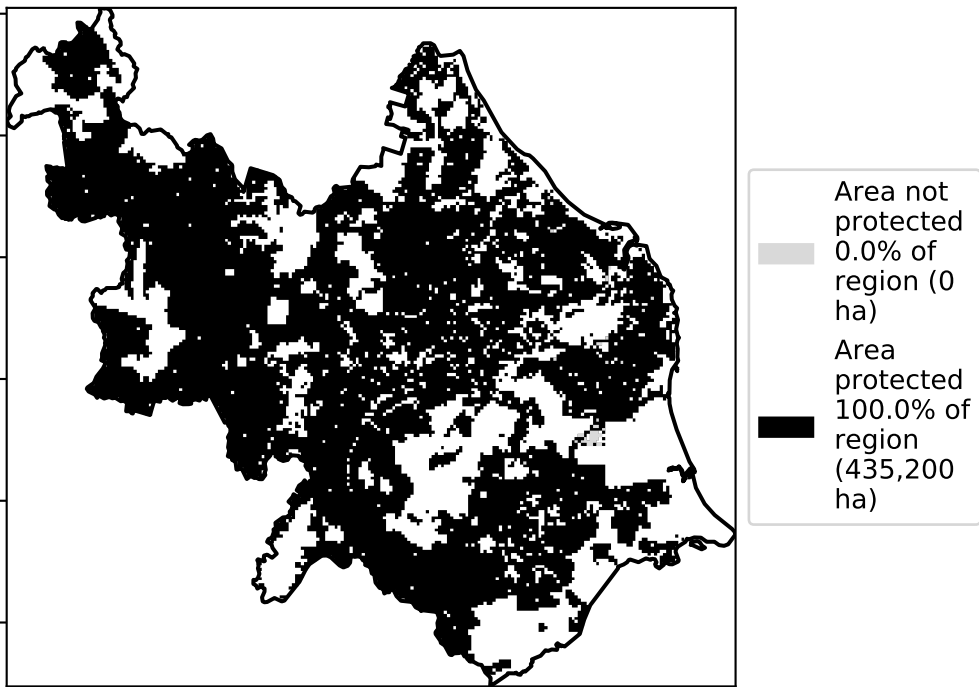 Area not
protected
0.0% of
region (0
ha)
Area
protected
100.0% of
region
(435,200
ha)